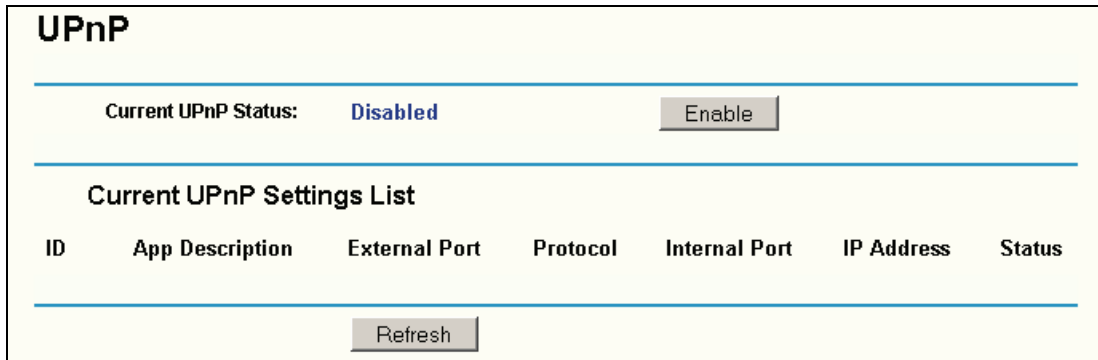 UPnP
Current UPnP Status: Disabled Enable
Current UPnP Settings List
ID App Description External Port Protocol Internal Port IP Address Status
Refresh